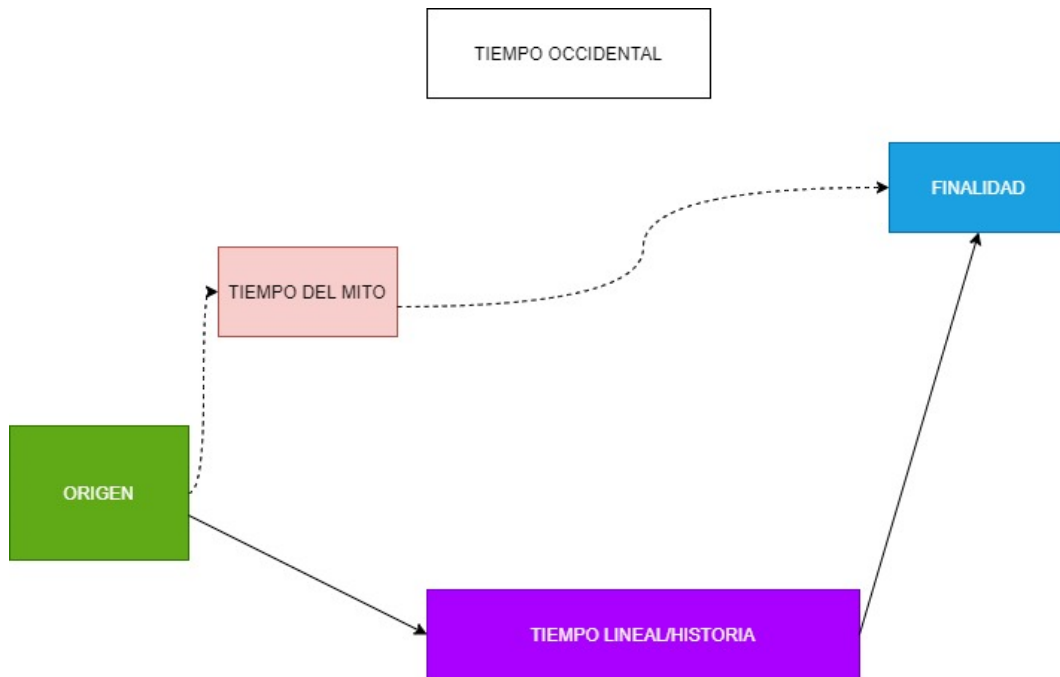 TIEMPO OCCIDENTAL
FINALIDAD
TIEMPO DEL MITO
ORIGEN
TIEMPO LINEAL/HISTORIA